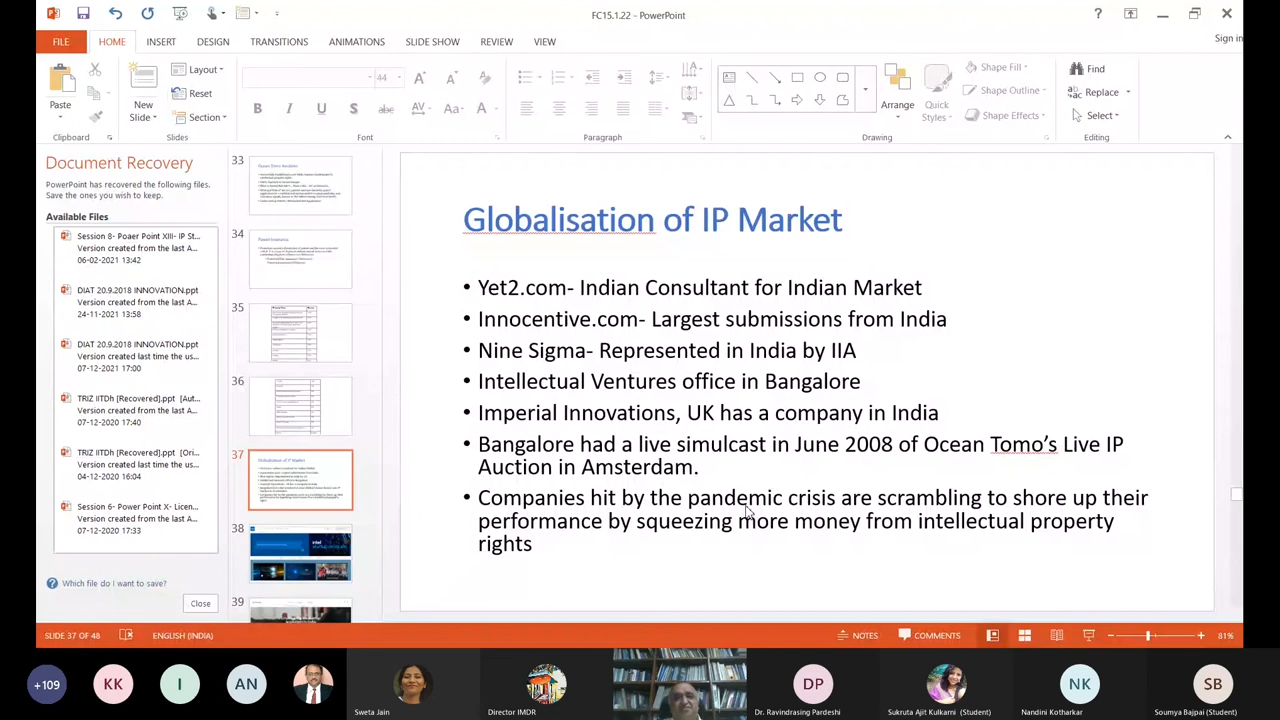 FC15.1.22 - PowerPoint
?
Sign in
FILE
HOME
INSERT
DESIGN
TRANSITIONS
ANIMATIONS
SLIDE SHOW
REVIEW
VIEW
Paste
Clipboard
New
Slide
Layout
Reset
Section
Slides
44
Font
Paragraph
Arrange
Quick
Styles
Shape Fill
Shape Outline
Shape Effects
Drawing
Find
Replace
Select
Editing
Document Recovery
PowerPoint has recovered the following files.
Save the ones you wish to keep.
Available Files
Session 8- Poaer Point XIII- IP St...
Version created from the last A...
06-02-2021 13:42
DIAT 20.9.2018 INNOVATION.ppt
Version created from the last A...
24-11-2021 13:58
DIAT 20.9.2018 INNOVATION.ppt
Version created last time the us...
07-12-2021 17:00
TRIZ IITDh [Recovered].ppt [Aut...
Version created from the last A...
07-12-2020 17:40
TRIZ IITDh [Recovered].ppt [Ori...
Version created from the last A...
04-12-2020 16:04
Session 6- Power Point X- Licen...
Version created from the last A...
07-12-2020 17:33
Which file do I want to save?
Close
33
34
35
36
37
Globalisation of IP Market
38
intel
39
Globalisation of IP Market
• Yet2.com- Indian Consultant for Indian Market
• Innocentive.com- Largest submissions from India
• Nine Sigma- Represented in India by IIA
• Intellectual Ventures office in Bangalore
• Imperial Innovations, UK has a company in India
• Bangalore had a live simulcast in June 2008 of Ocean Tomo's Live IP
Auction in Amsterdam.
• Companies hit by the pandemic crisis are scrambling to shore up their
performance by squeezing more money from intellectual property
rights
SLIDE 37 OF 48
ENGLISH (INDIA)
NOTES
COMMENTS
81%
+109
KK
I
AN
Sweta Jain
Director IMDR
DP
Dr. Ravindrasing Pardeshi
Sukruta Ajit Kulkarni (Student)
NK
Nandini Kotharkar
SB
Soumya Bajpai (Student)